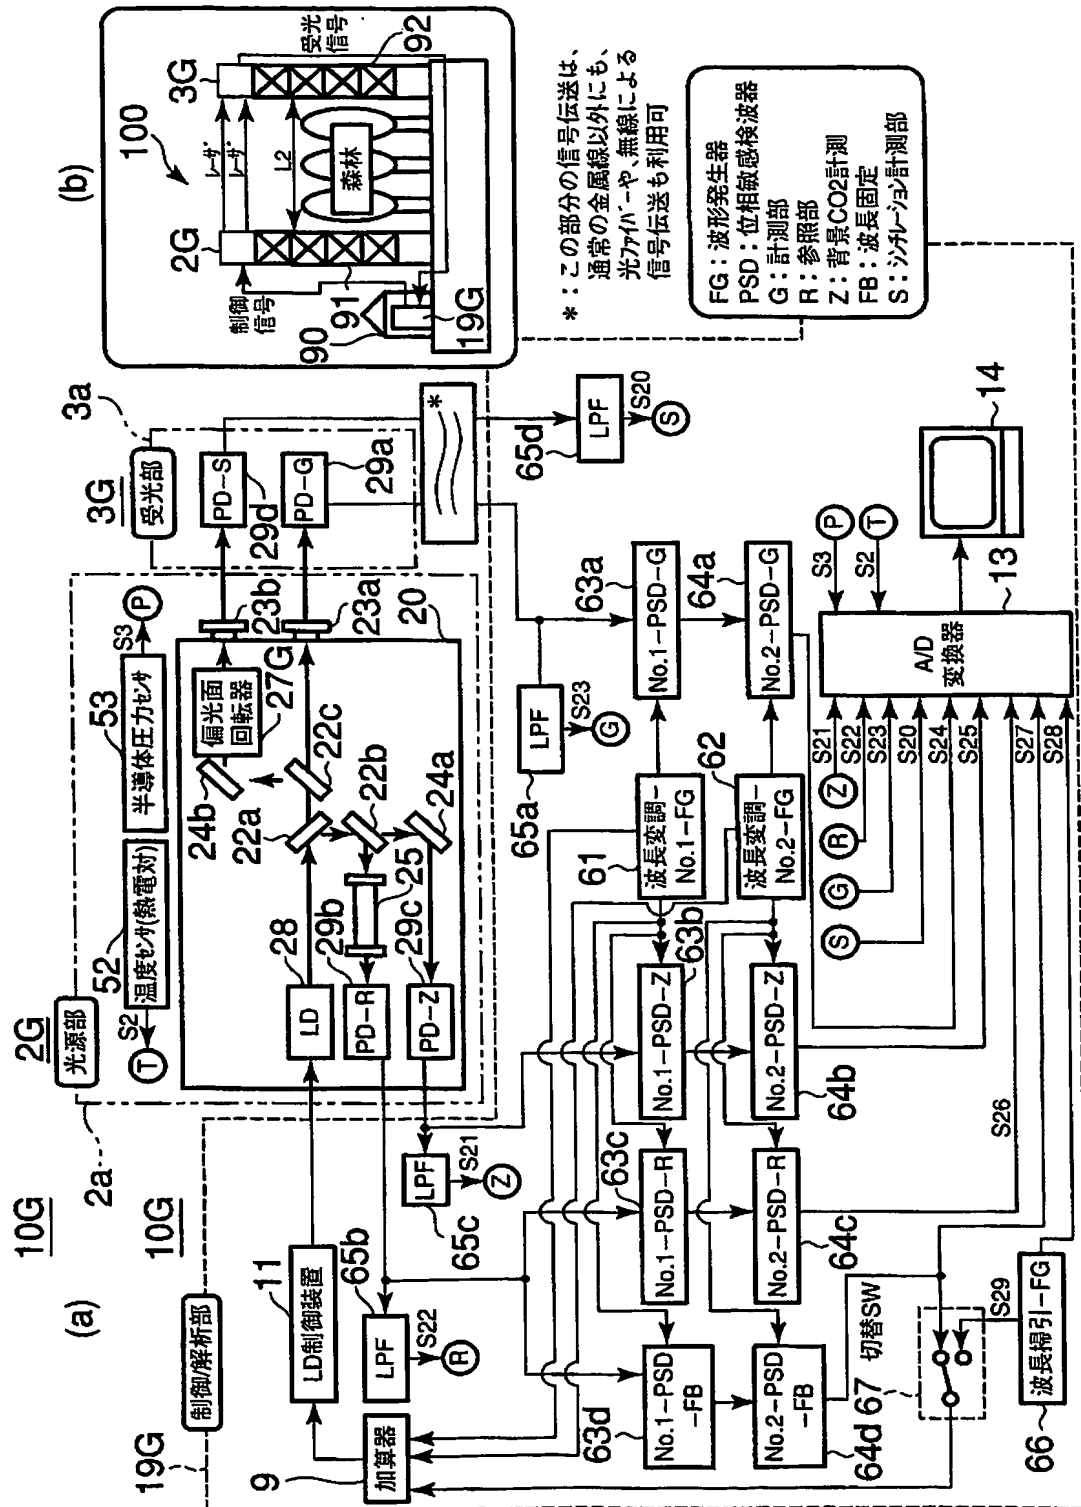 (a)
10G
10G
19G
制御/解析部
2G
光源部
2a
3G
受光部
3a
52
温度センサ(熱電対)
S2
T
53
半導体圧力センサ
S3
P
LD制御装置
11
9
加算器
65b
LPF
S22
R
65c
LPF
S21
Z
LD
28
PD-R
29b
PD-Z
29c
25
22a
22b
22c
24a
24b
偏光面
回転器
27G
23b
23a
20
PD-S
29d
PD-G
29a
*
65d
LPF
S20
S
65a
LPF
S23
G
波長変調-
No.1-FG
61
波長変調-
No.2-FG
62
No.1-PSD-G
63a
No.2-PSD-G
64a
No.1-PSD-Z
63b
No.2-PSD-Z
64b
No.1-PSD-R
63c
No.2-PSD-R
64c
No.1-PSD
-FB
63d
No.2-PSD
-FB
64d
切替SW
67
S29
波長掃引-FG
66
S26
S
G
R
Z
S21
S22
S23
S20
S24
S25
S27
S28
A/D
変換器
13
S3
P
S2
T
14
(b)
100
2G
3G
レーザ
レーザ
L2
森林
制御
信号
受光
信号
90
91
92
19G
*:この部分の信号伝送は、
通常の金属線以外にも、
光ファイバーや、無線による
信号伝送も利用可
FG:波形発生器
PSD:位相敏感検波器
G:計測部
R:参照部
Z:背景CO2計測
FB:波長固定
S:シンチレーション計測部